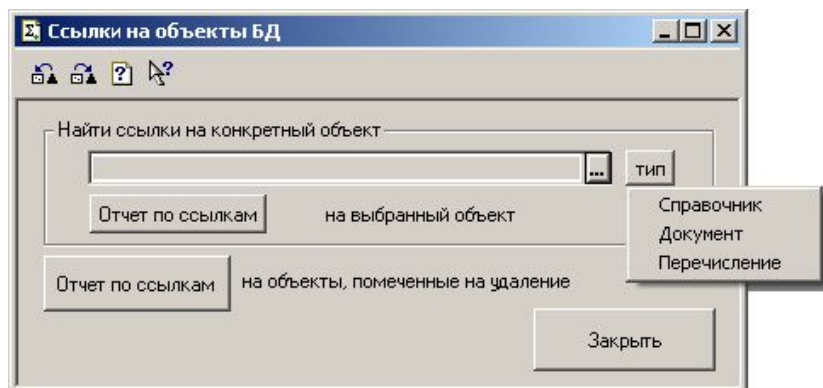 Ссылки на объекты БД
Найти ссылки на конкретный объект
... тип
Отчет по ссылкам на выбранный объект
Справочник
Документ
Перечисление
Отчет по ссылкам на объекты, помеченные на удаление
Закрыть